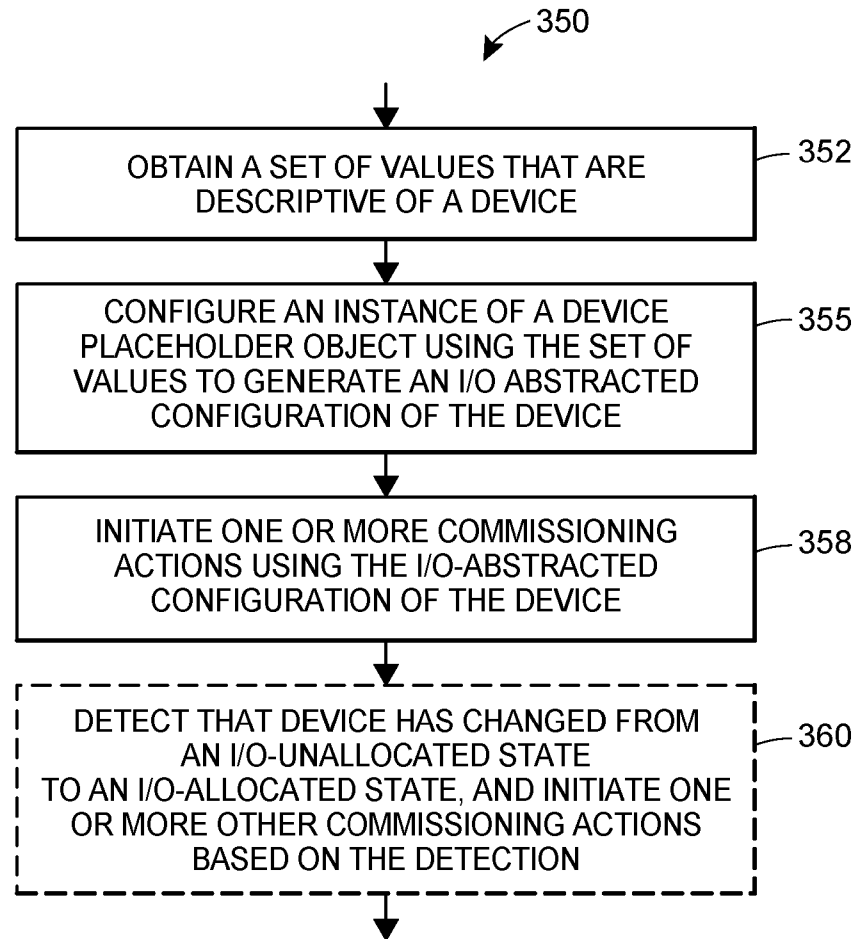 350
OBTAIN A SET OF VALUES THAT ARE
DESCRIPTIVE OF A DEVICE
352
CONFIGURE AN INSTANCE OF A DEVICE
PLACEHOLDER OBJECT USING THE SET OF
VALUES TO GENERATE AN I/O ABSTRACTED
CONFIGURATION OF THE DEVICE
355
INITIATE ONE OR MORE COMMISSIONING
ACTIONS USING THE I/O-ABSTRACTED
CONFIGURATION OF THE DEVICE
358
DETECT THAT DEVICE HAS CHANGED FROM
AN I/O-UNALLOCATED STATE
TO AN I/O-ALLOCATED STATE, AND INITIATE ONE
OR MORE OTHER COMMISSIONING ACTIONS
BASED ON THE DETECTION
360